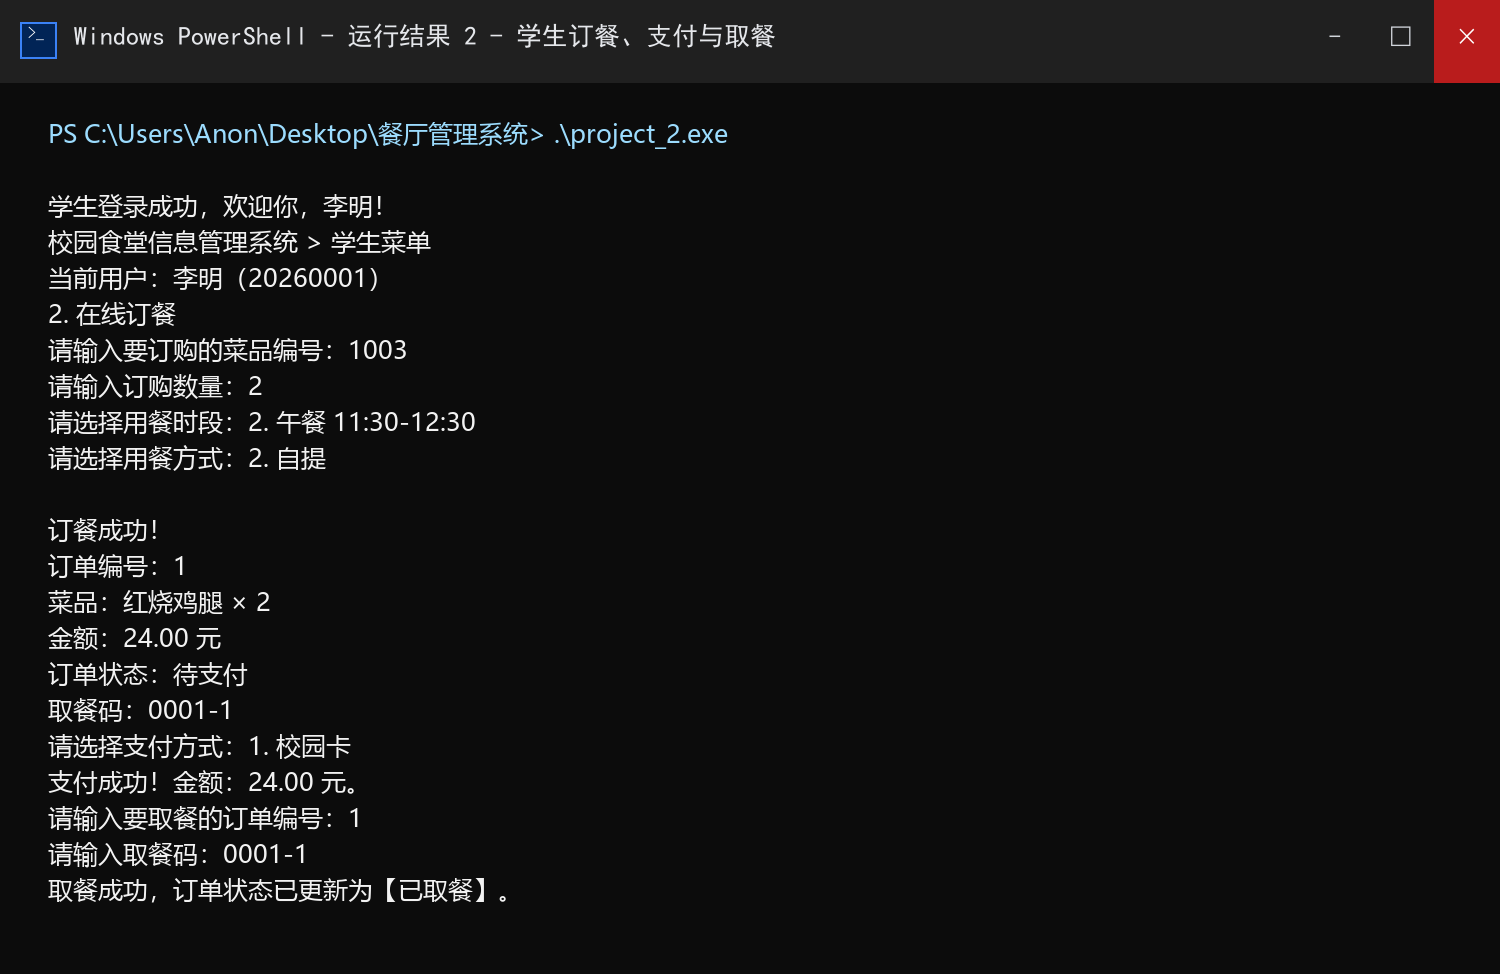 Windows PowerShell - 运行结果 2 - 学生订餐、支付与取餐
PS C:\Users\Anon\Desktop\餐厅管理系统> .\project_2.exe
学生登录成功，欢迎你，李明！
校园食堂信息管理系统 > 学生菜单
当前用户：李明（20260001）
2. 在线订餐
请输入要订购的菜品编号：1003
请输入订购数量：2
请选择用餐时段：2. 午餐 11:30-12:30
请选择用餐方式：2. 自提
订餐成功！
订单编号：1
菜品：红烧鸡腿 × 2
金额：24.00 元
订单状态：待支付
取餐码：0001-1
请选择支付方式：1. 校园卡
支付成功！金额：24.00 元。
请输入要取餐的订单编号：1
请输入取餐码：0001-1
取餐成功，订单状态已更新为【已取餐】。